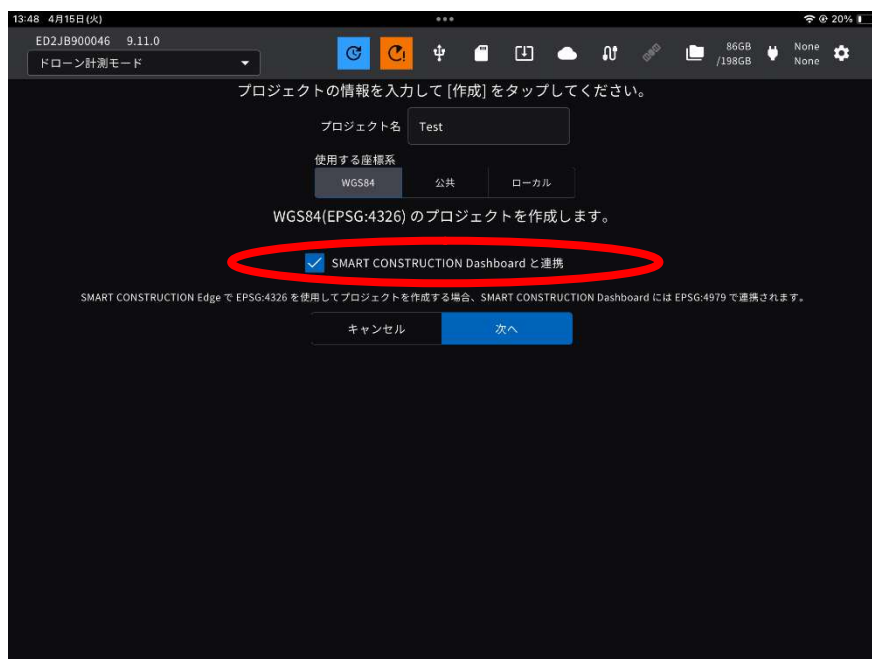 13:48 4月15日(火)
20%
ED2JB900046 9.11.0
ドローン計測モード
86GB
/198GB
None
None
プロジェクトの情報を入力して [作成] をタップしてください。
プロジェクト名 Test
使用する座標系
WGS84 公共 ローカル
WGS84(EPSG:4326) のプロジェクトを作成します。
SMART CONSTRUCTION Dashboard と連携
SMART CONSTRUCTION Edge で EPSG:4326 を使用してプロジェクトを作成する場合、SMART CONSTRUCTION Dashboard には EPSG:4979 で連携されます。
キャンセル 次へ